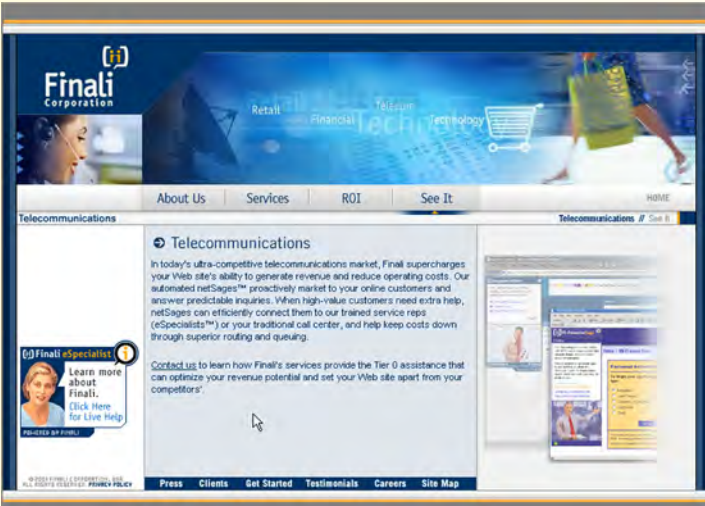 Finali
Corporation
Retail
Financial
Telecom
Technology
About Us
Services
ROI
See It
HOME
Telecommunications
Telecommunications // See It
Telecommunications
In today's ultra-competitive telecommunications market, Finali supercharges
your Web site's ability to generate revenue and reduce operating costs. Our
automated netSages™ proactively market to your online customers and
answer predictable inquiries. When high-value customers need extra help,
netSages can efficiently connect them to our trained service reps
(eSpecialists™) or your traditional call center, and help keep costs down
through superior routing and queuing.
Contact us to learn how Finali's services provide the Tier 0 assistance that
can optimize your revenue potential and set your Web site apart from your
competitors'.
Finali eSpecialist
Learn more
about
Finali.
Click Here
for Live Help
POWERED BY FINALI
ALL RIGHTS RESERVED. PRIVACY POLICY
Press
Clients
Get Started
Testimonials
Careers
Site Map